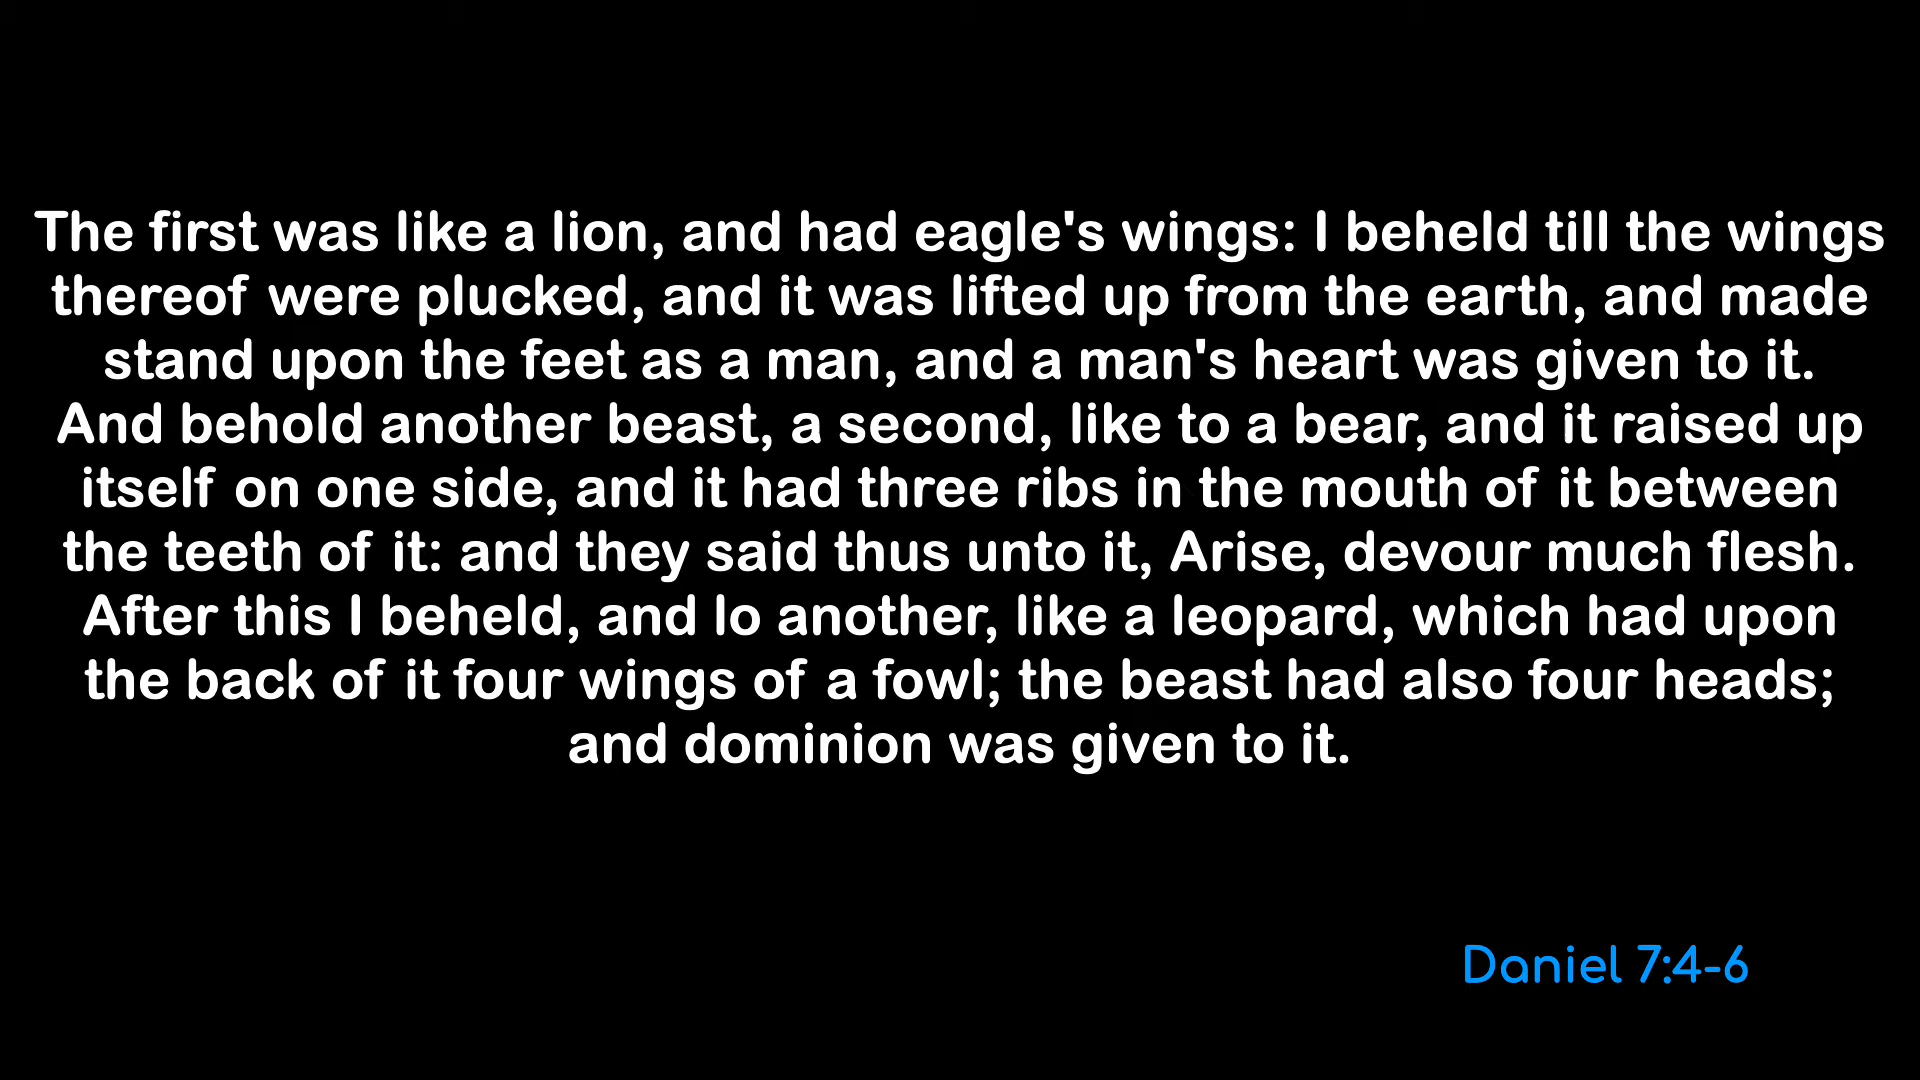 The first was like a lion, and had eagle's wings: I beheld till the wings
thereof were plucked, and it was lifted up from the earth, and made
stand upon the feet as a man, and a man's heart was given to it.
And behold another beast, a second, like to a bear, and it raised up
itself on one side, and it had three ribs in the mouth of it between
the teeth of it: and they said thus unto it, Arise, devour much flesh.
After this I beheld, and lo another, like a leopard, which had upon
the back of it four wings of a fowl; the beast had also four heads;
and dominion was given to it.
Daniel 7:4-6